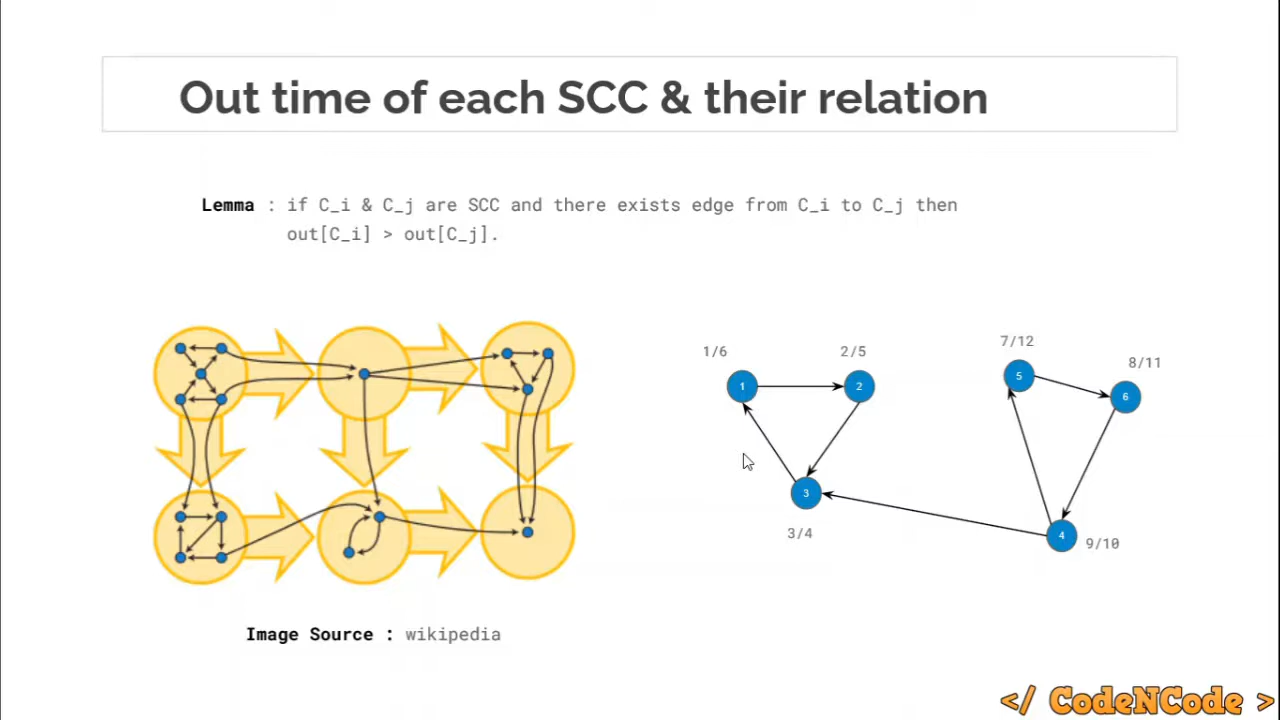 Out time of each SCC & their relation
Lemma : if C_i & C_j are SCC and there exists edge from C_i to C_j then
out[C_i] > out[C_j].
1/6
2/5
7/12
8/11
1
2
5
6
3
4
3/4
9/10
Image Source : wikipedia
</ CodeNCode >